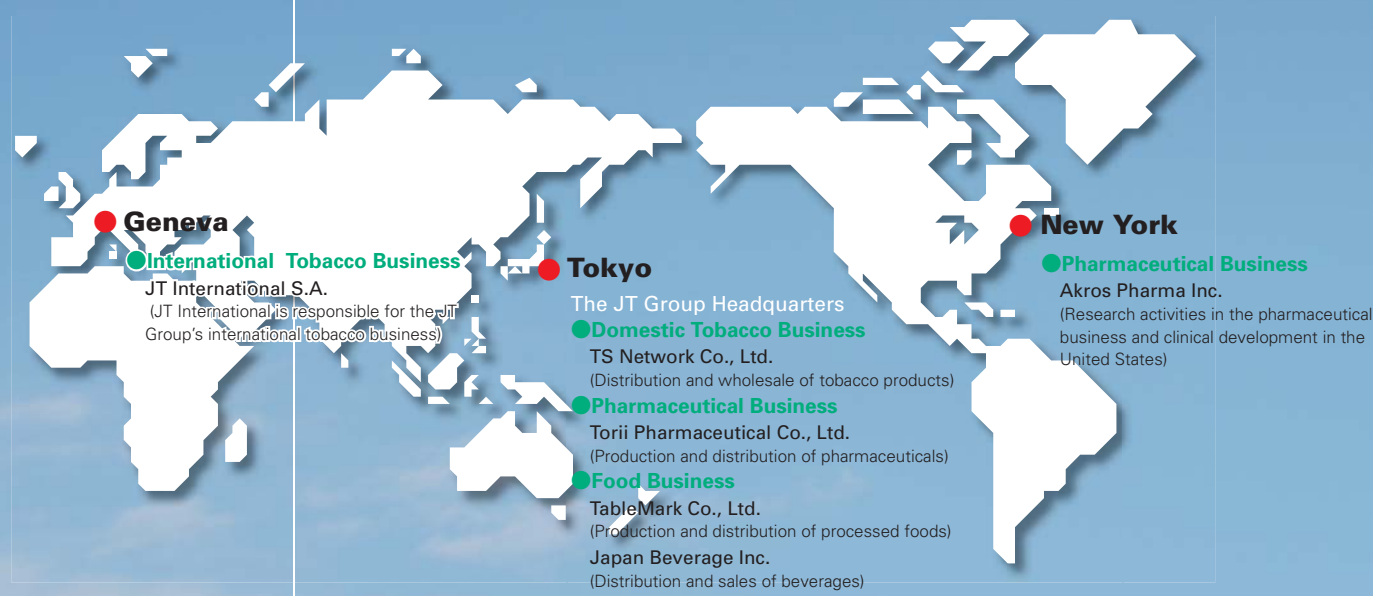 Geneva
●International Tobacco Business
JT International S.A.
(JT International is responsible for the JT
Group's international tobacco business)
Tokyo
The JT Group Headquarters
●Domestic Tobacco Business
TS Network Co., Ltd.
(Distribution and wholesale of tobacco products)
●Pharmaceutical Business
Torii Pharmaceutical Co., Ltd.
(Production and distribution of pharmaceuticals)
●Food Business
TableMark Co., Ltd.
(Production and distribution of processed foods)
Japan Beverage Inc.
(Distribution and sales of beverages)
New York
●Pharmaceutical Business
Akros Pharma Inc.
(Research activities in the pharmaceutical
business and clinical development in the
United States)